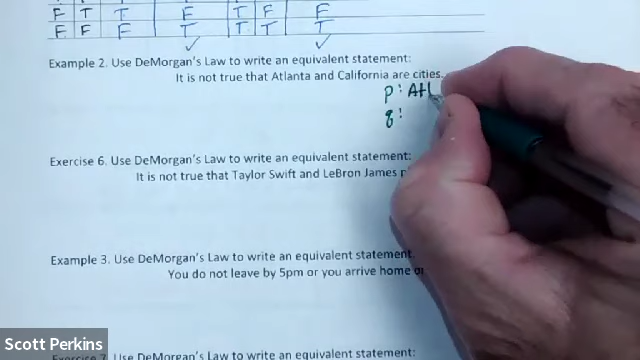 F T T F T F F
F F F T T T T
✓ ✓
Example 2. Use DeMorgan's Law to write an equivalent statement:
It is not true that Atlanta and California are cities.
p: Atl
q:
Exercise 6. Use DeMorgan's Law to write an equivalent statement:
It is not true that Taylor Swift and LeBron James
Example 3. Use DeMorgan's Law to write an equivalent statement.
You do not leave by 5pm or you arrive home
Exercise 7. Use DeMorgan's Law to write an equivalent statement:
Scott Perkins